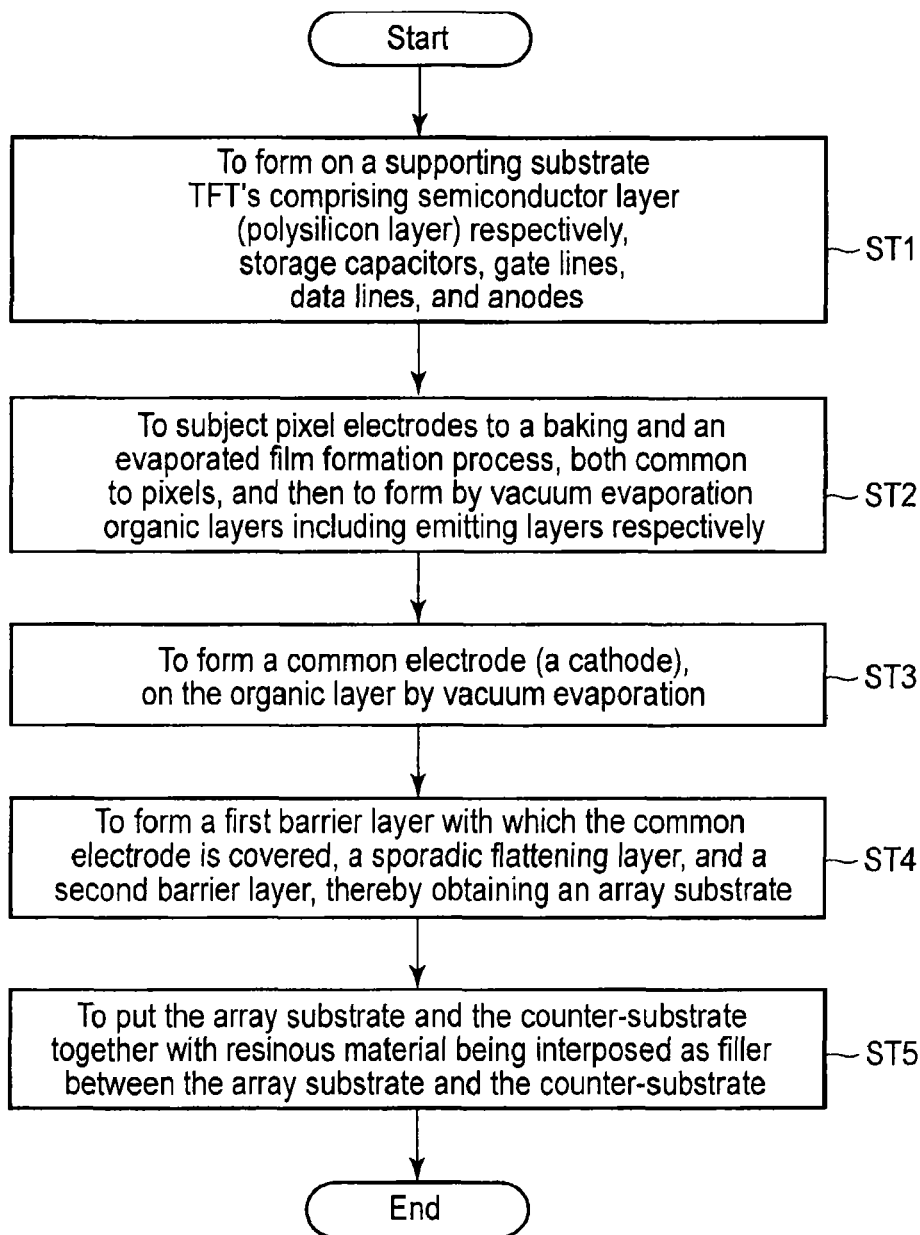 Start
To form on a supporting substrate
TFT's comprising semiconductor layer
(polysilicon layer) respectively,
storage capacitors, gate lines,
data lines, and anodes
ST1
To subject pixel electrodes to a baking and an
evaporated film formation process, both common
to pixels, and then to form by vacuum evaporation
organic layers including emitting layers respectively
ST2
To form a common electrode (a cathode),
on the organic layer by vacuum evaporation
ST3
To form a first barrier layer with which the common
electrode is covered, a sporadic flattening layer, and a
second barrier layer, thereby obtaining an array substrate
ST4
To put the array substrate and the counter-substrate
together with resinous material being interposed as filler
between the array substrate and the counter-substrate
ST5
End